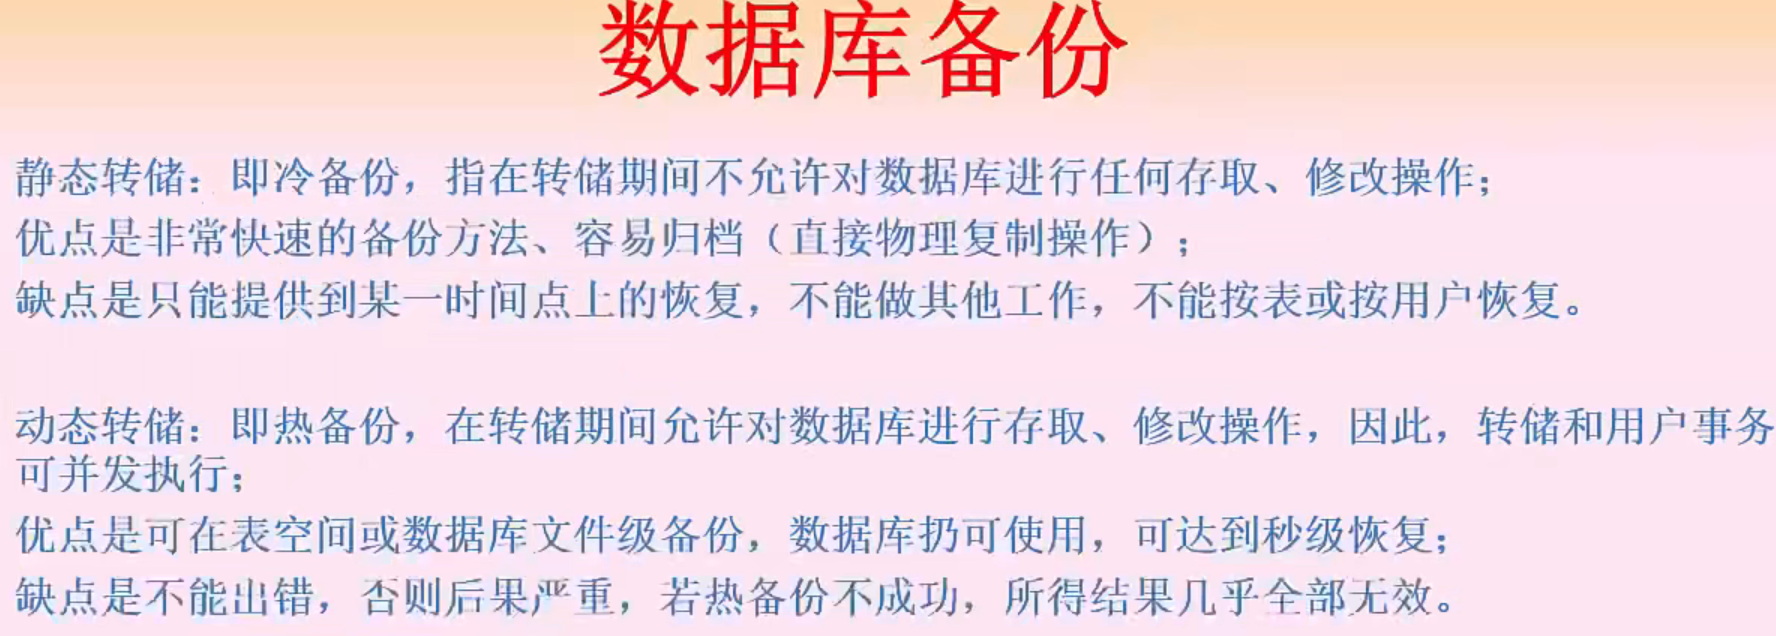 数据库备份
静态转储：即冷备份，指在转储期间不允许对数据库进行任何存取、修改操作；
优点是非常快速的备份方法、容易归档（直接物理复制操作）；
缺点是只能提供到某一时间点上的恢复，不能做其他工作，不能按表或按用户恢复。
动态转储：即热备份，在转储期间允许对数据库进行存取、修改操作，因此，转储和用户事务
可并发执行；
优点是可在表空间或数据库文件级备份，数据库扔可使用，可达到秒级恢复；
缺点是不能出错，否则后果严重，若热备份不成功，所得结果几乎全部无效。